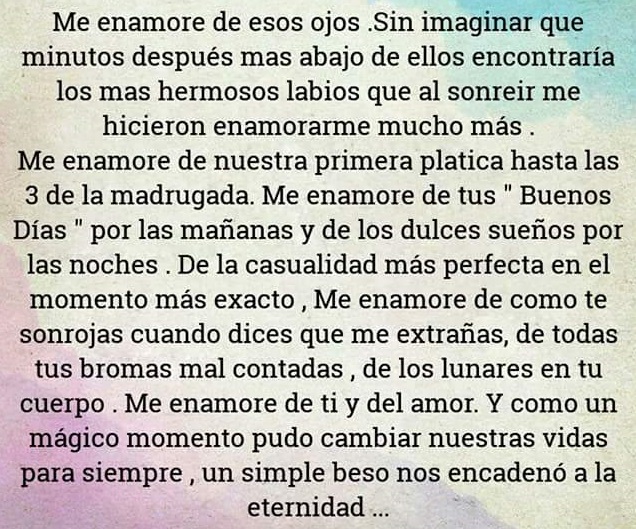 Me enamore de esos ojos .Sin imaginar que
minutos después mas abajo de ellos encontraría
los mas hermosos labios que al sonreir me
hicieron enamorarme mucho más .
Me enamore de nuestra primera platica hasta las
3 de la madrugada. Me enamore de tus " Buenos
Días " por las mañanas y de los dulces sueños por
las noches . De la casualidad más perfecta en el
momento más exacto , Me enamore de como te
sonrojas cuando dices que me extrañas, de todas
tus bromas mal contadas , de los lunares en tu
cuerpo . Me enamore de ti y del amor. Y como un
mágico momento pudo cambiar nuestras vidas
para siempre , un simple beso nos encadenó a la
eternidad ...